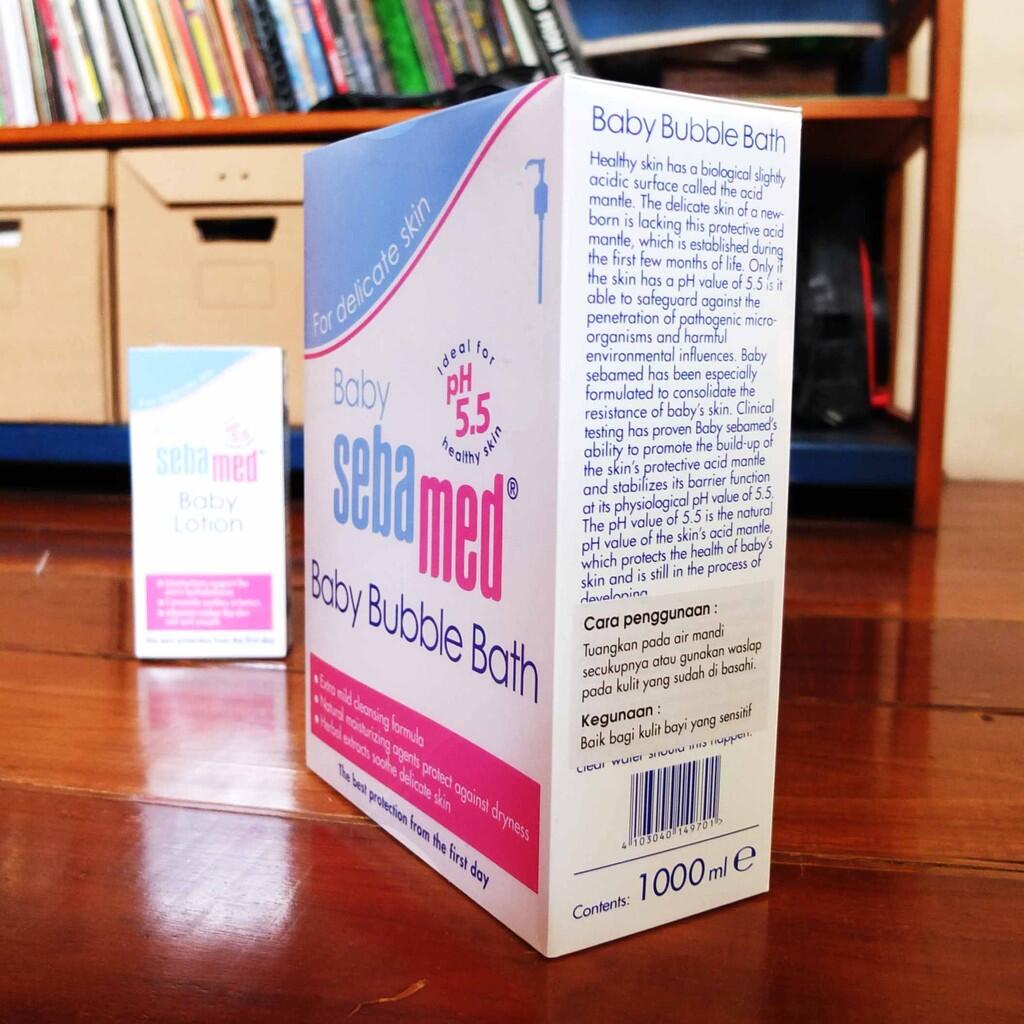 For delicate skin
Baby
sebamed®
Ideal for
pH
5.5
healthy skin
Baby Bubble Bath
• Extra mild cleansing formula
• Natural moisturizing agents protect against dryness
• Herbal extracts soothe delicate skin
The best protection from the first day
Baby Bubble Bath
Healthy skin has a biological slightly
acidic surface called the acid
mantle. The delicate skin of a new-
born is lacking this protective acid
mantle, which is established during
the first few months of life. Only if
the skin has a pH value of 5.5 is it
able to safeguard against the
penetration of pathogenic micro-
organisms and harmful
environmental influences. Baby
sebamed has been especially
formulated to consolidate the
resistance of baby's skin. Clinical
testing has proven Baby sebamed's
ability to promote the build-up of
the skin's protective acid mantle
and stabilizes its barrier function
at its physiological pH value of 5.5.
The pH value of 5.5 is the natural
pH value of the skin's acid mantle,
which protects the health of baby's
skin and is still in the process of
developing.
Cara penggunaan :
Tuangkan pada air mandi
secukupnya atau gunakan waslap
pada kulit yang sudah di basahi.
Kegunaan :
Baik bagi kulit bayi yang sensitif
clear water should this happen.
4 103040 149701 >
Contents: 1000 ml e
sebamed
Baby
Lotion